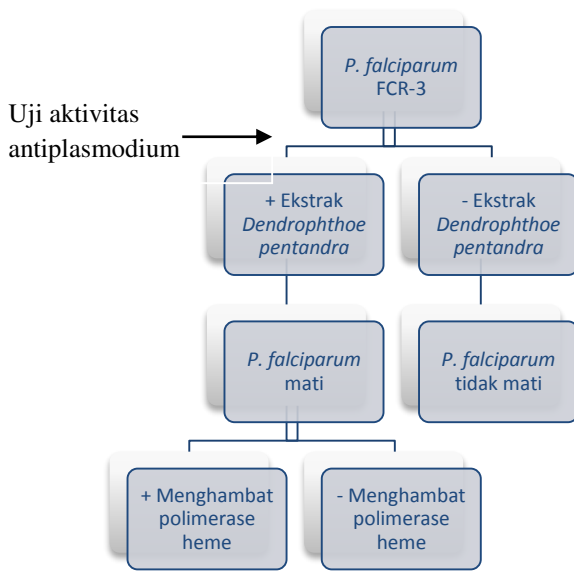 P. falciparum
FCR-3
Uji aktivitas
antiplasmodium
+ Ekstrak
Dendrophthoe
pentandra
- Ekstrak
Dendrophthoe
pentandra
P. falciparum
mati
P. falciparum
tidak mati
+ Menghambat
polimerase
heme
- Menghambat
polimerase
heme